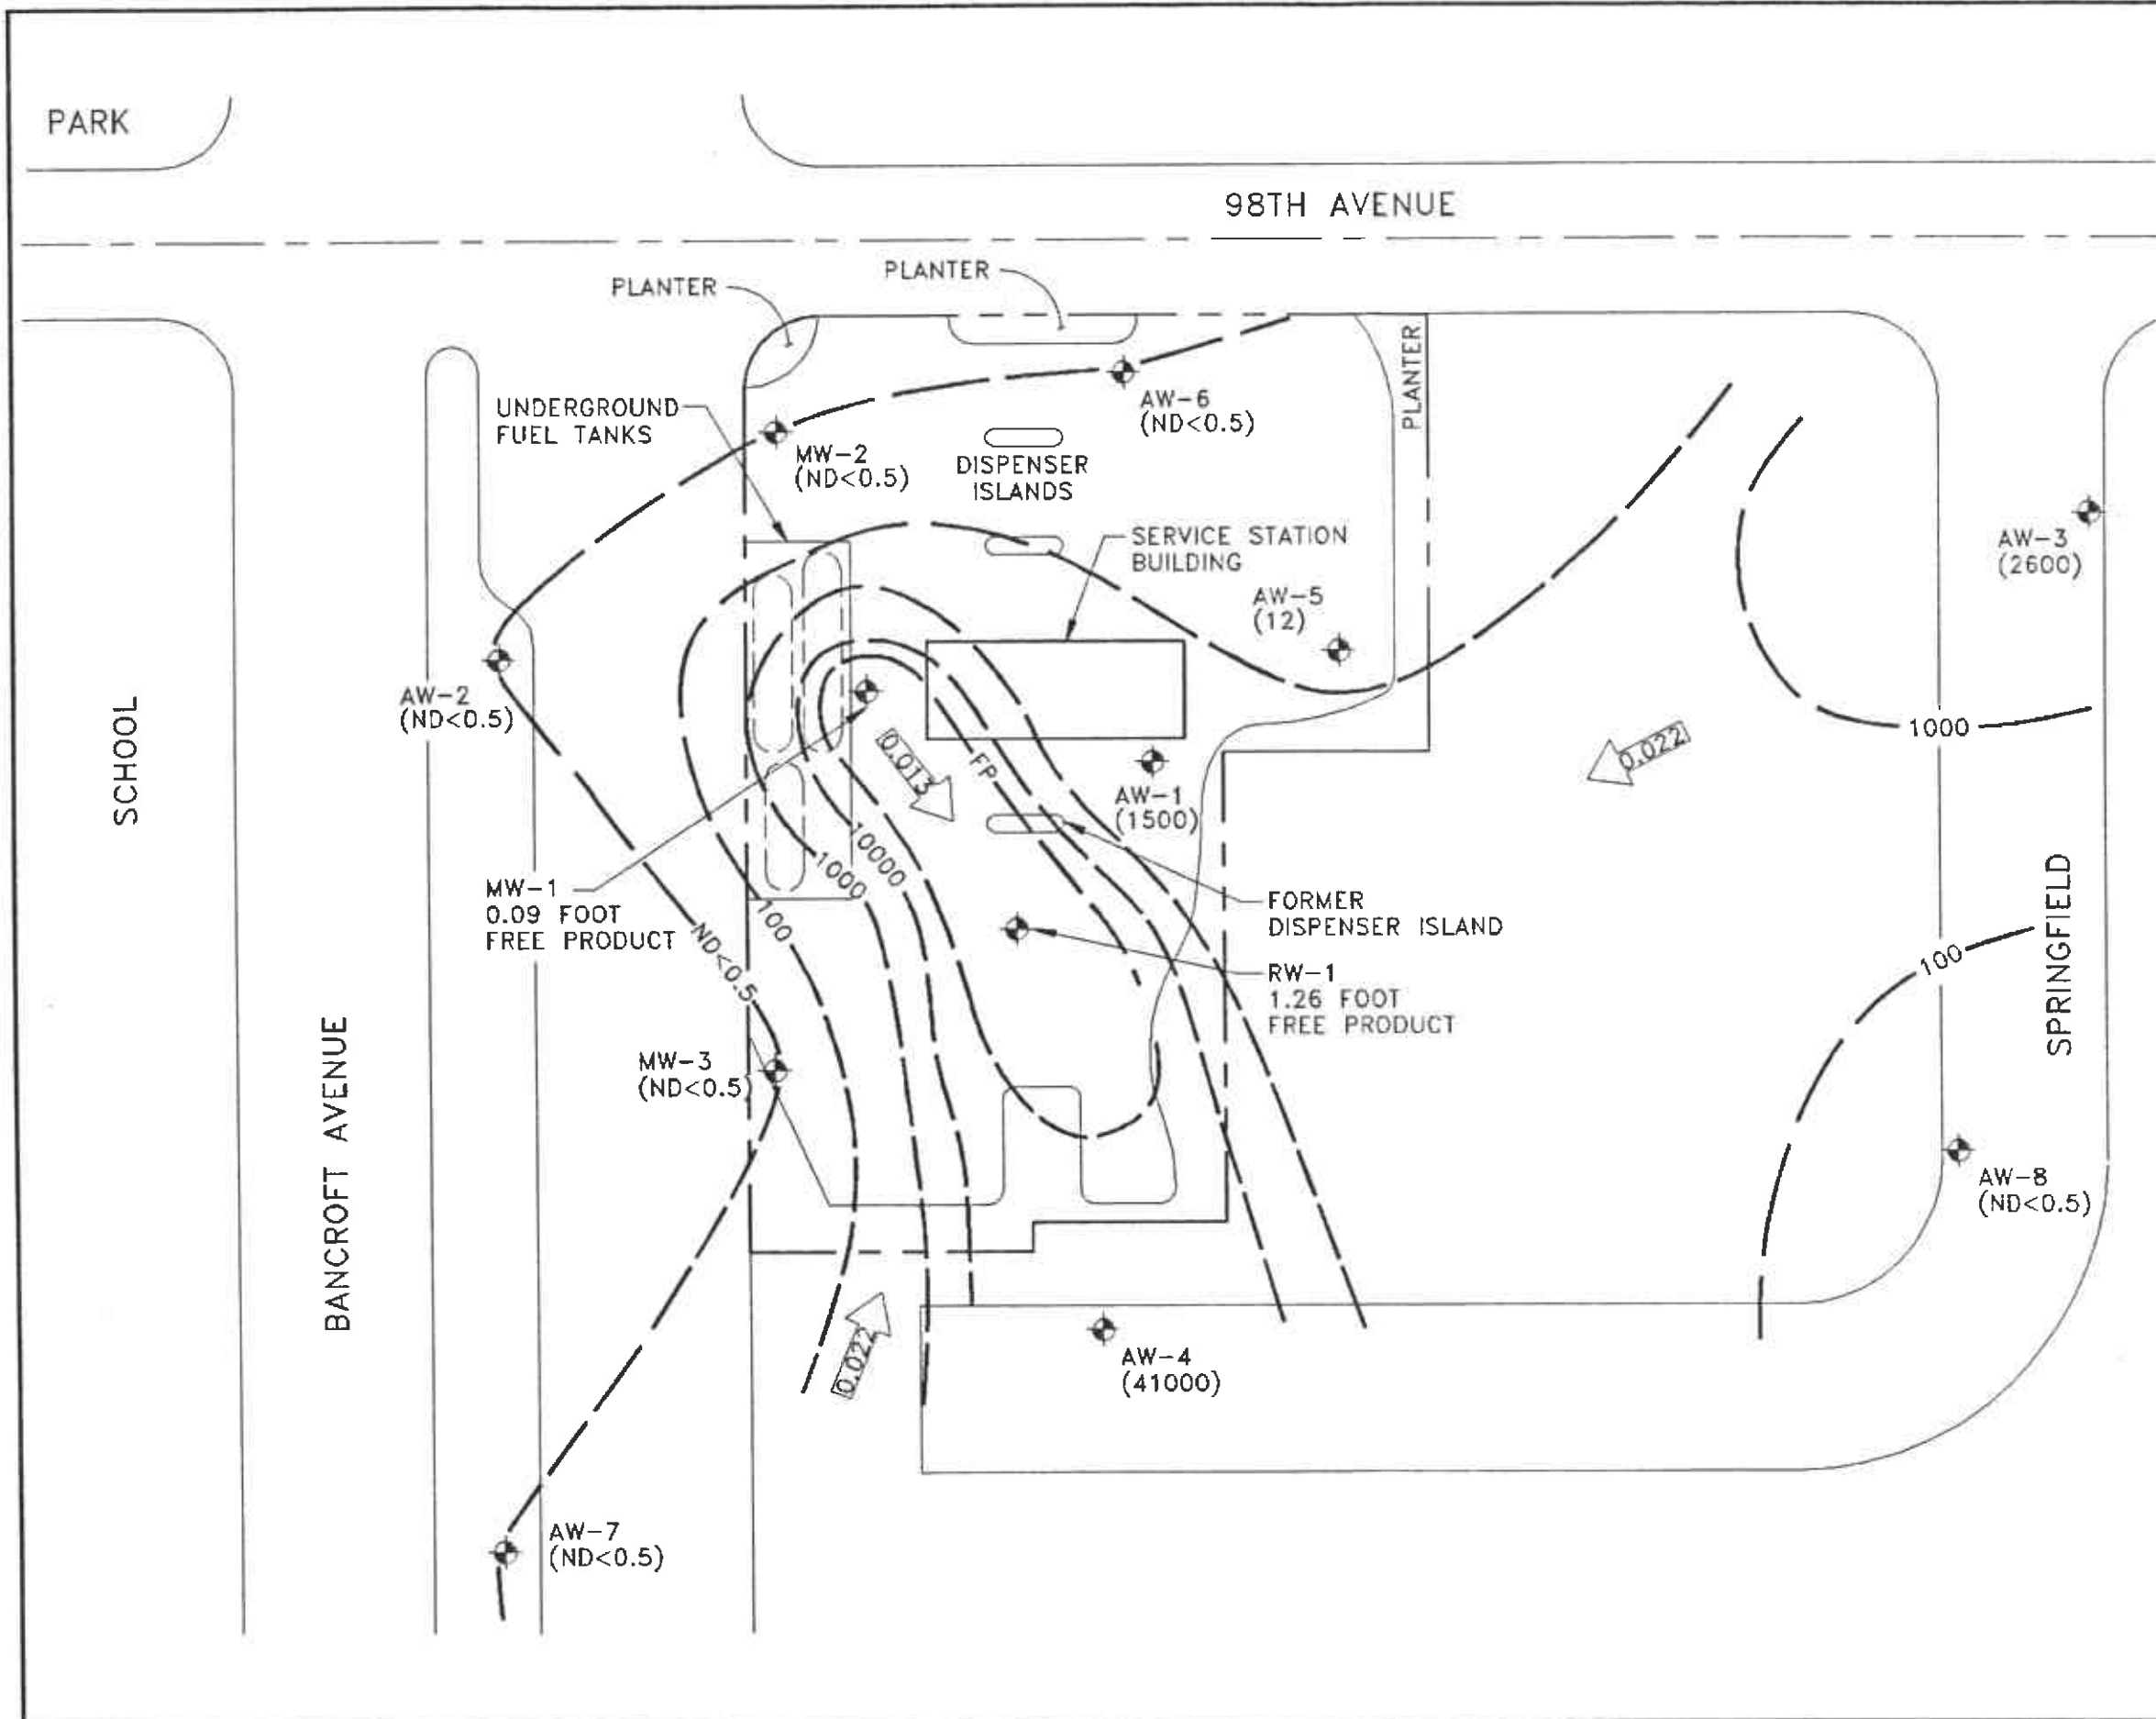 PARK
98TH AVENUE
PLANTER
PLANTER
PLANTER
UNDERGROUND
FUEL TANKS
AW-6
(ND<0.5)
MW-2
(ND<0.5)
DISPENSER
ISLANDS
SERVICE STATION
BUILDING
AW-3
(2600)
AW-5
(12)
AW-2
(ND<0.5)
SCHOOL
1000
0.022
0.013
FP
AW-1
(1500)
10000
1000
100
ND<0.5
MW-1
0.09 FOOT
FREE PRODUCT
FORMER
DISPENSER ISLAND
RW-1
1.26 FOOT
FREE PRODUCT
100
SPRINGFIELD
BANCROFT AVENUE
MW-3
(ND<0.5)
AW-8
(ND<0.5)
0.022
AW-4
(41000)
AW-7
(ND<0.5)